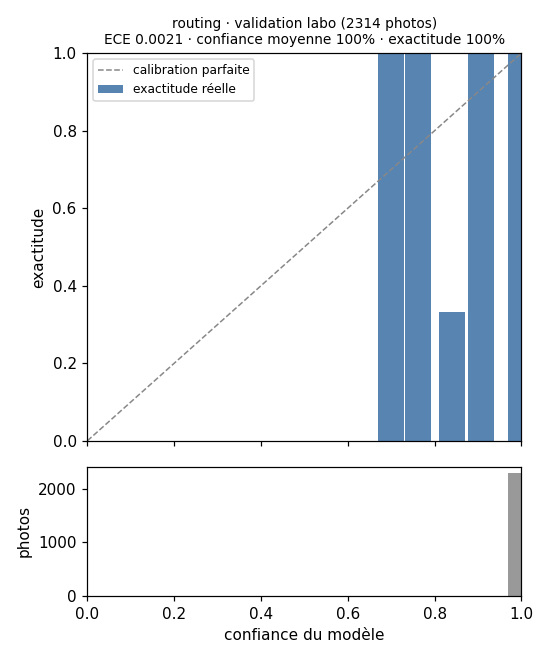 routing · validation labo (2314 photos)
ECE 0.0021 · confiance moyenne 100% · exactitude 100%
calibration parfaite
exactitude réelle
exactitude
1.0
0.8
0.6
0.4
0.2
0.0
photos
2000
1000
0
0.0 0.2 0.4 0.6 0.8 1.0
confiance du modèle